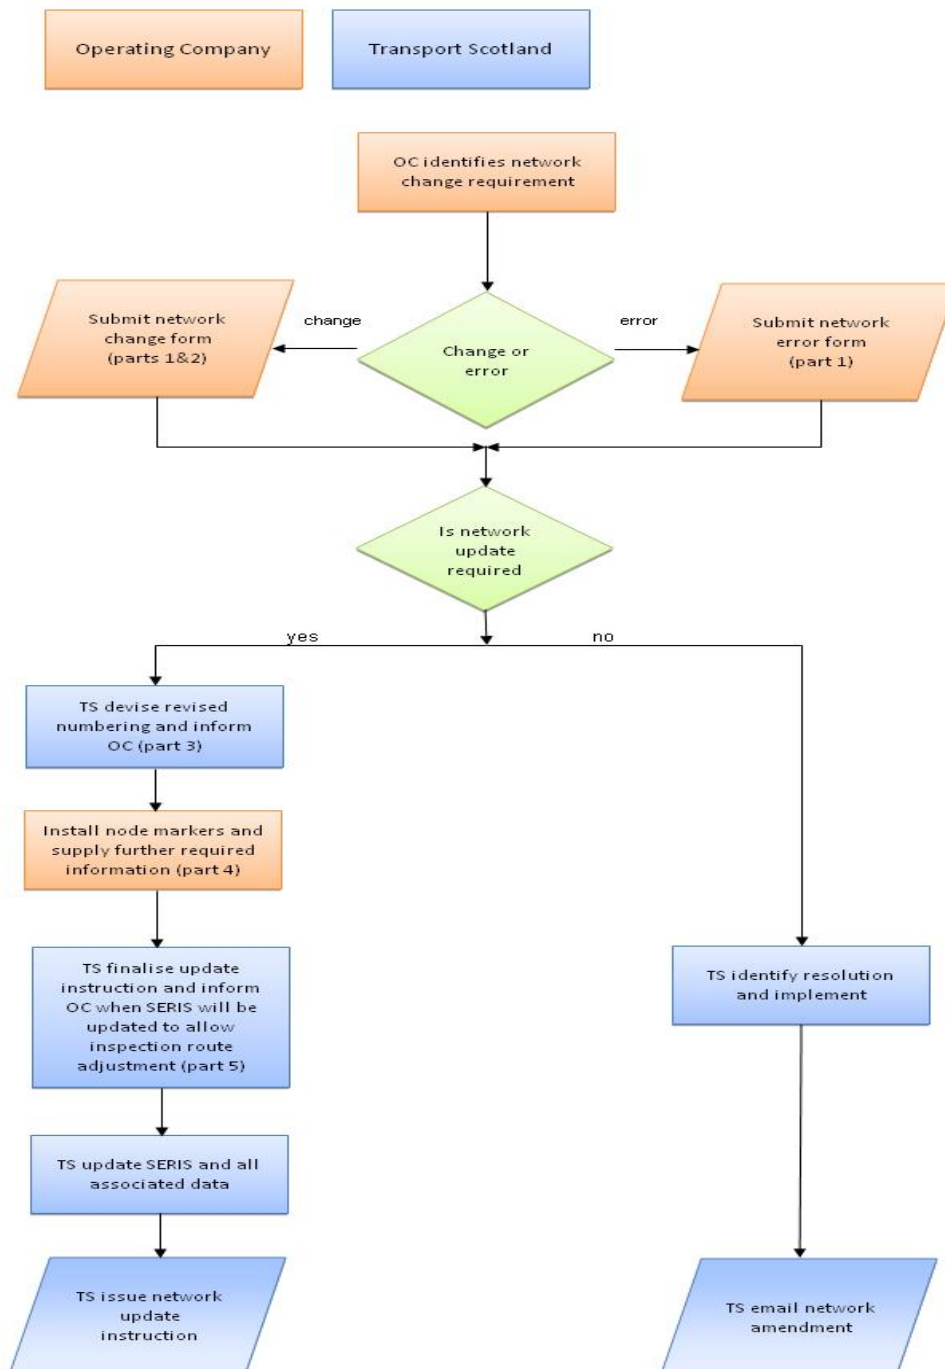 Operating Company
Transport Scotland
OC identifies network
change requirement
Submit network
change form
(parts 1&2)
change
Change or
error
error
Submit network
error form
(part 1)
Is network
update
required
yes
no
TS devise revised
numbering and inform
OC (part 3)
Install node markers and
supply further required
information (part 4)
TS finalise update
instruction and inform
OC when SERIS will be
updated to allow
inspection route
adjustment (part 5)
TS identify resolution
and implement
TS update SERIS and all
associated data
TS issue network
update
instruction
TS email network
amendment